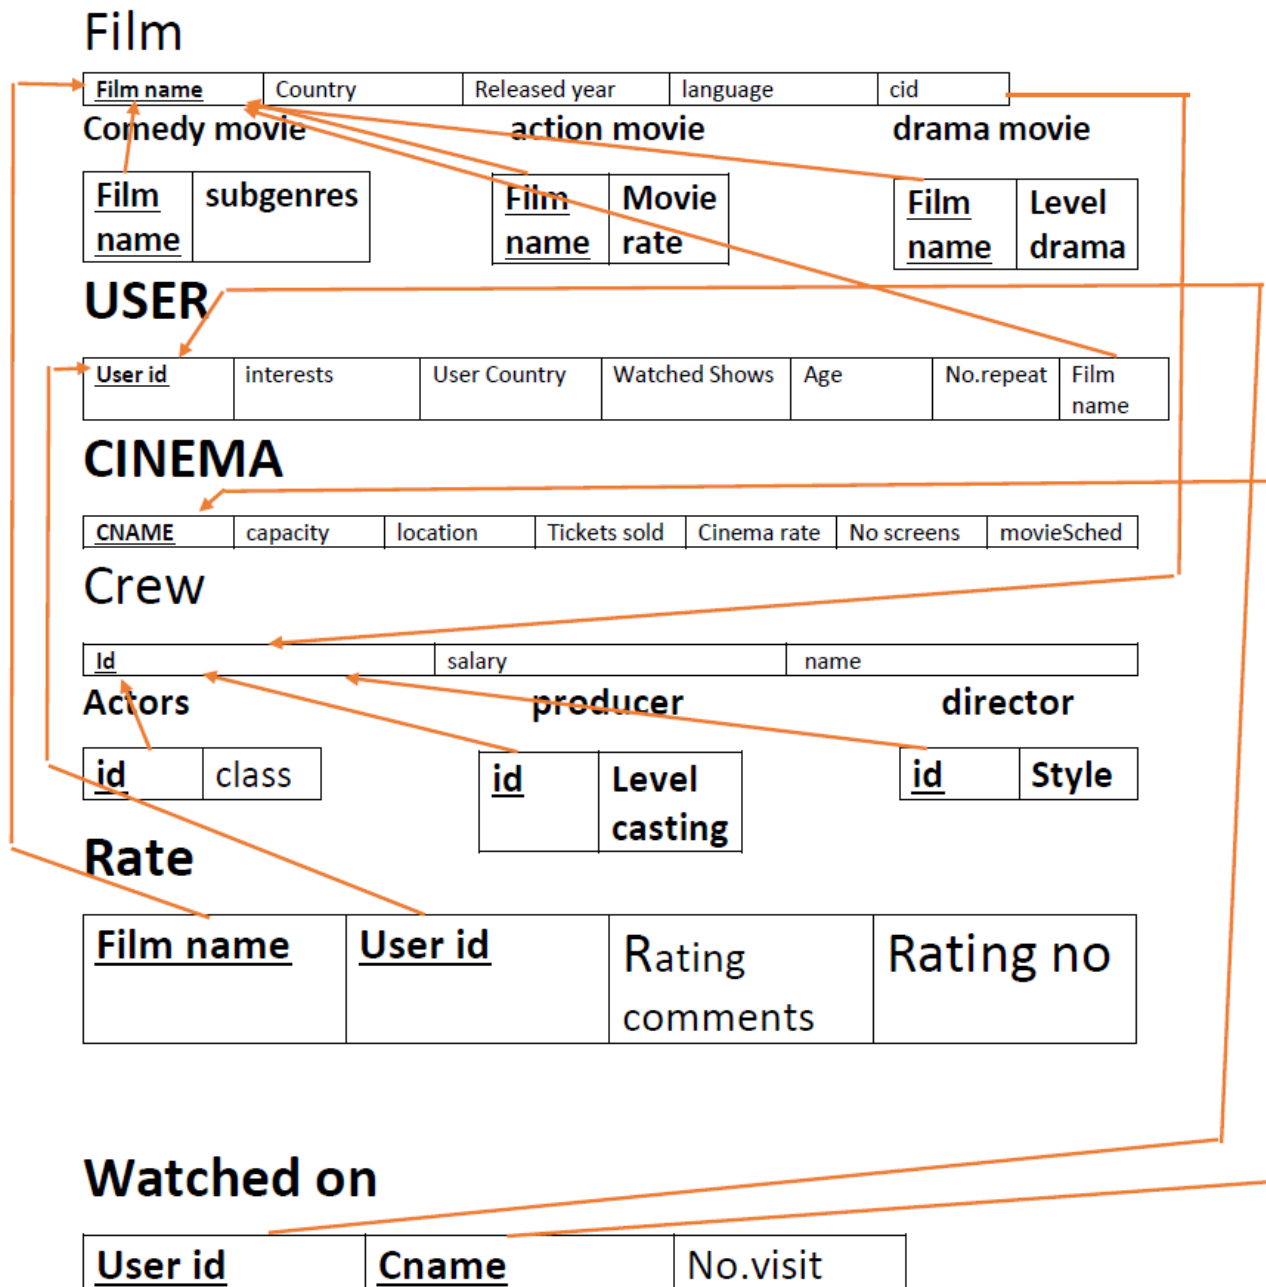 Film
Film name Country Released year language cid
Comedy movie action movie drama movie
Film name subgenres
Film name Movie rate
Film name Level drama
USER
User id interests User Country Watched Shows Age No.repeat Film name
CINEMA
CNAME capacity location Tickets sold Cinema rate No screens movieSched
Crew
Id salary name
Actors producer director
id class
id Level casting
id Style
Rate
Film name User id Rating comments Rating no
Watched on
User id Cname No.visit